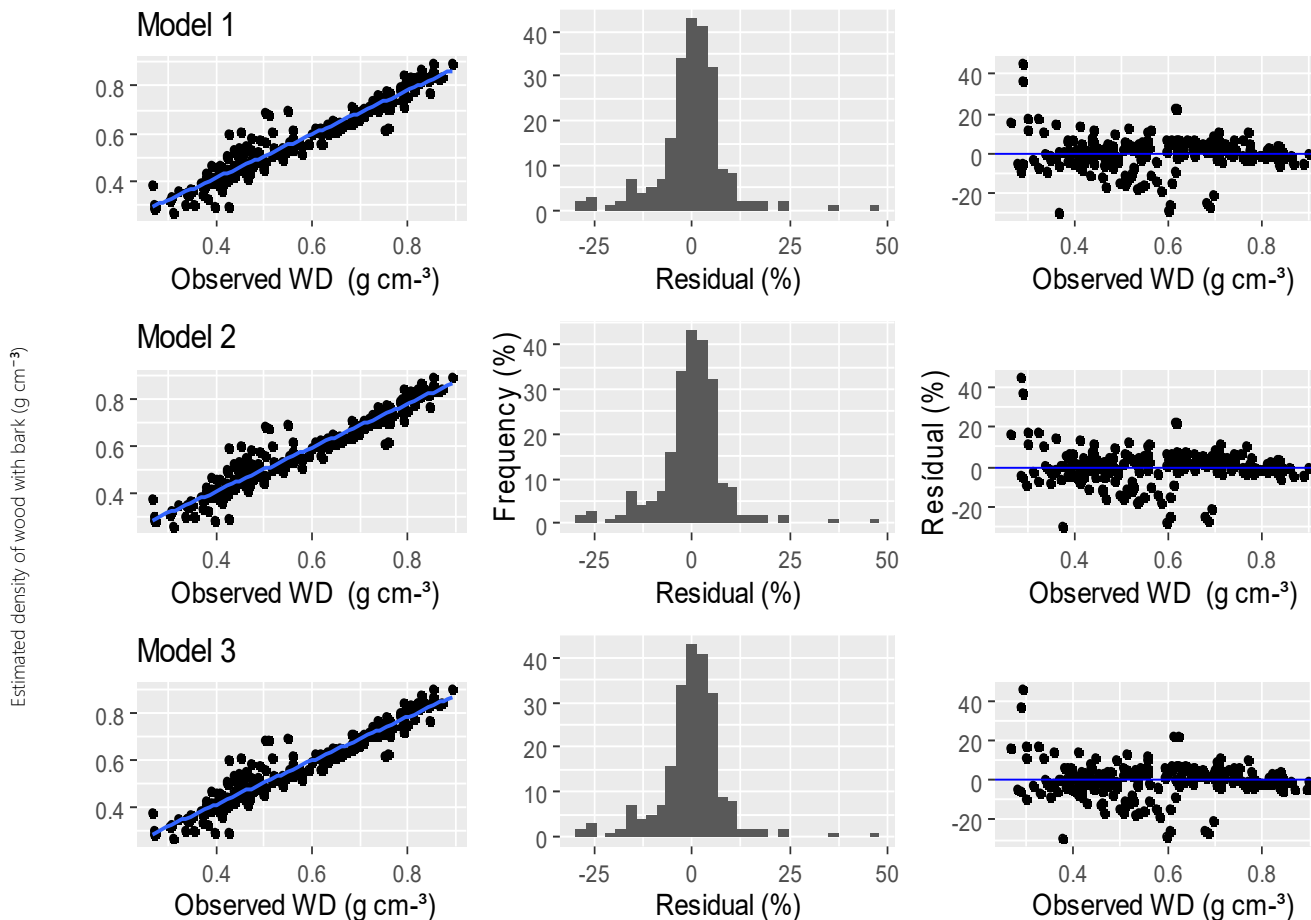 Estimated density of wood with bark (g cm⁻³)
Model 1
0.8
0.6
0.4
0.4 0.6 0.8
Observed WD (g cm-³)
40
30
20
10
0
-25 0 25 50
Residual (%)
40
20
0
-20
0.4 0.6 0.8
Observed WD (g cm-³)
Model 2
0.8
0.6
0.4
0.4 0.6 0.8
Observed WD (g cm-³)
Frequency (%)
40
30
20
10
0
-25 0 25 50
Residual (%)
Resídual (%)
40
20
0
-20
0.4 0.6 0.8
Observed WD (g cm-³)
Model 3
0.8
0.6
0.4
0.4 0.6 0.8
Observed WD (g cm-³)
40
30
20
10
0
-25 0 25 50
Residual (%)
40
20
0
-20
0.4 0.6 0.8
Observed WD (g cm-³)